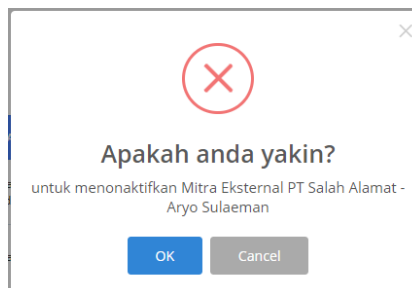 Apakah anda yakin?
untuk menonaktifkan Mitra Eksternal PT Salah Alamat -
Aryo Sulaeman
OK
Cancel